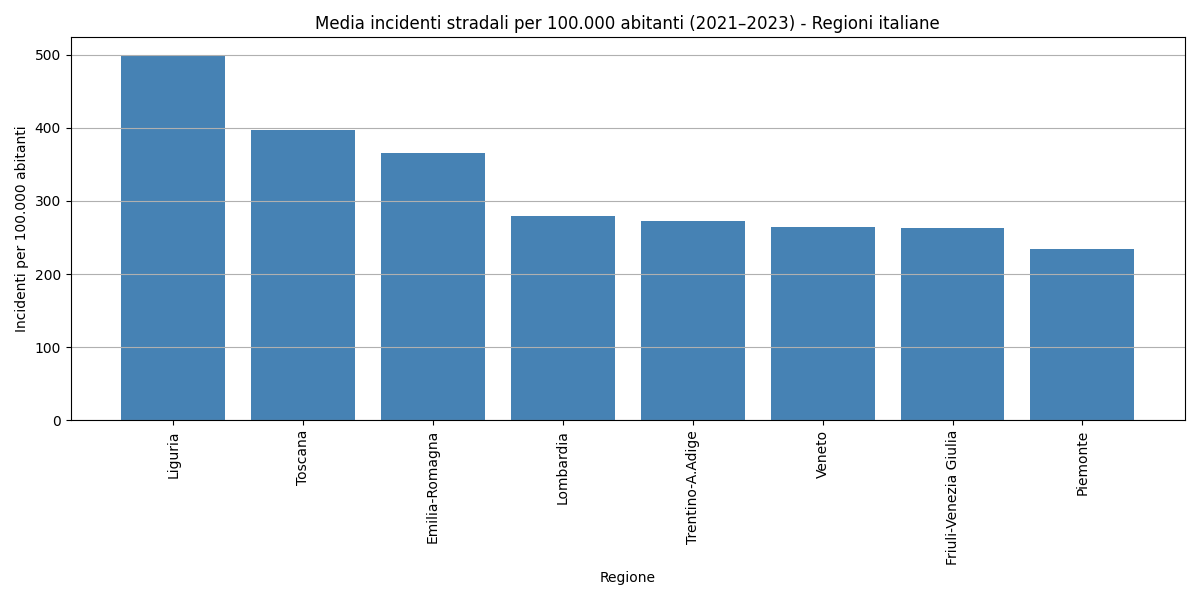 Media incidenti stradali per 100.000 abitanti (2021–2023) - Regioni italiane
Incidenti per 100.000 abitanti
500
400
300
200
100
0
Liguria
Toscana
Emilia-Romagna
Lombardia
Trentino-A.Adige
Veneto
Friuli-Venezia Giulia
Piemonte
Regione